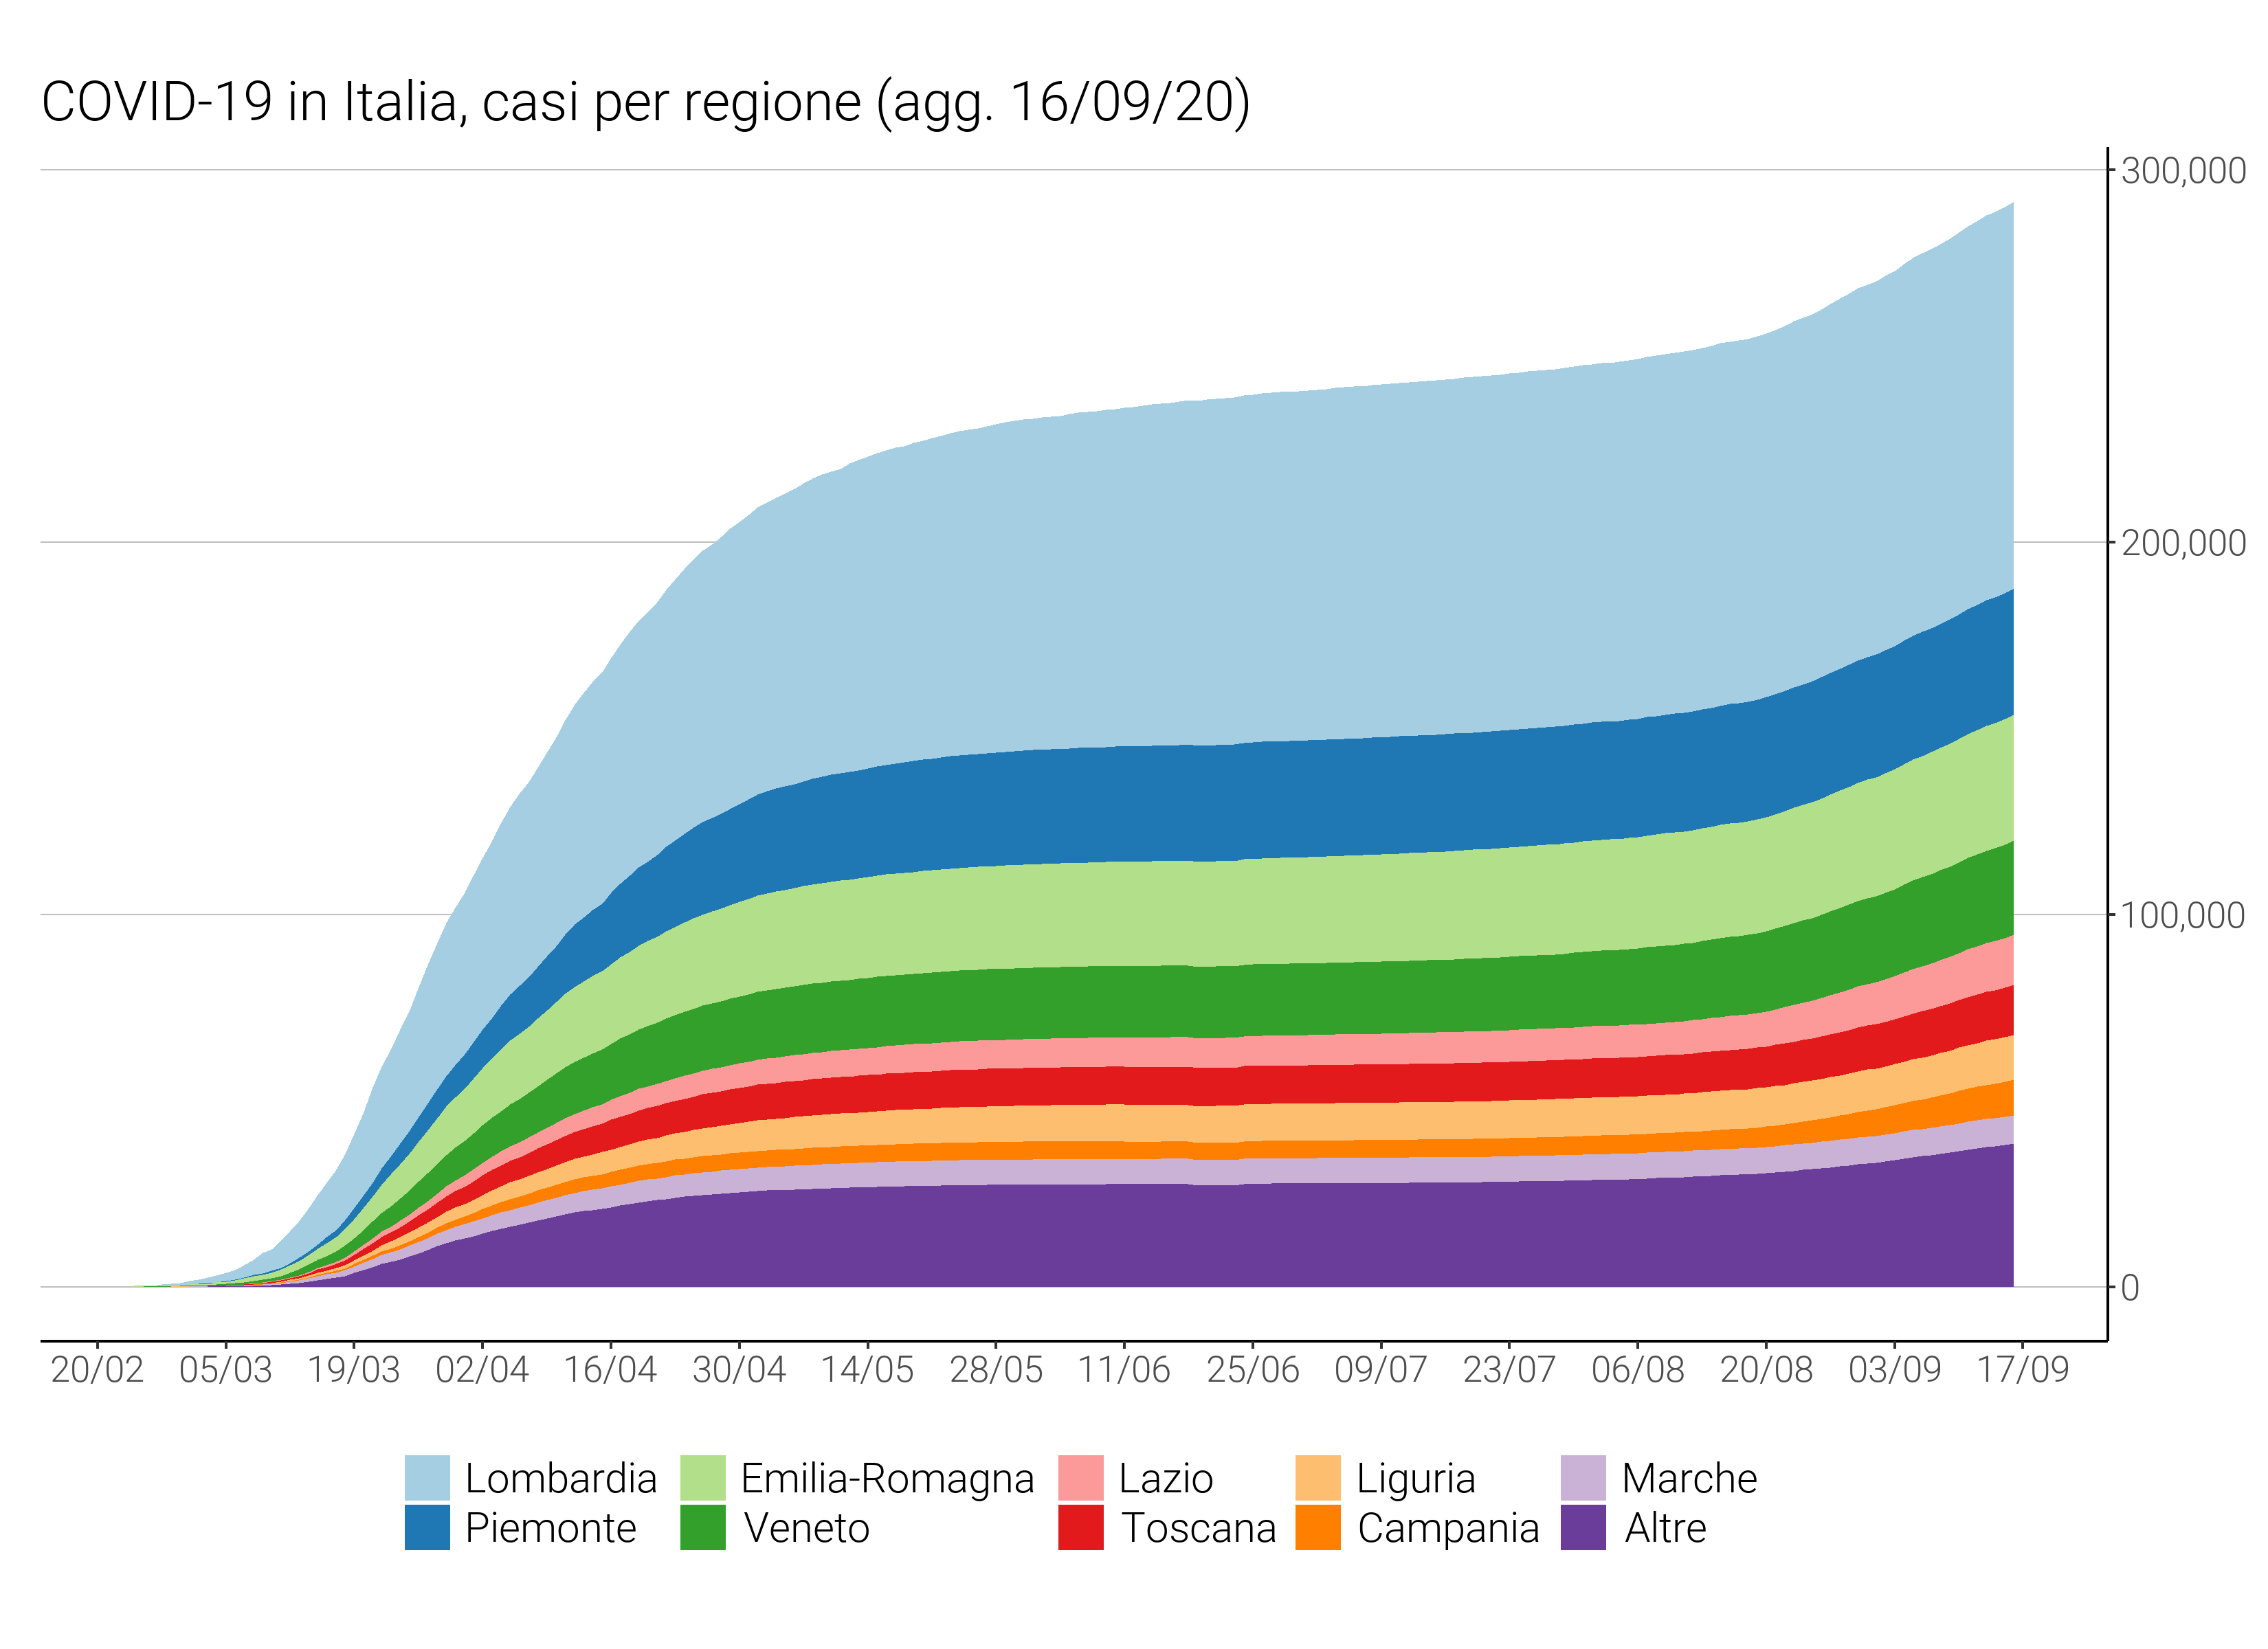 COVID-19 in Italia, casi per regione (agg. 16/09/20)
300,000
200,000
100,000
0
20/02 05/03 19/03 02/04 16/04 30/04 14/05 28/05 11/06 25/06 09/07 23/07 06/08 20/08 03/09 17/09
Lombardia Emilia-Romagna Lazio Liguria Marche
Piemonte Veneto Toscana Campania Altre